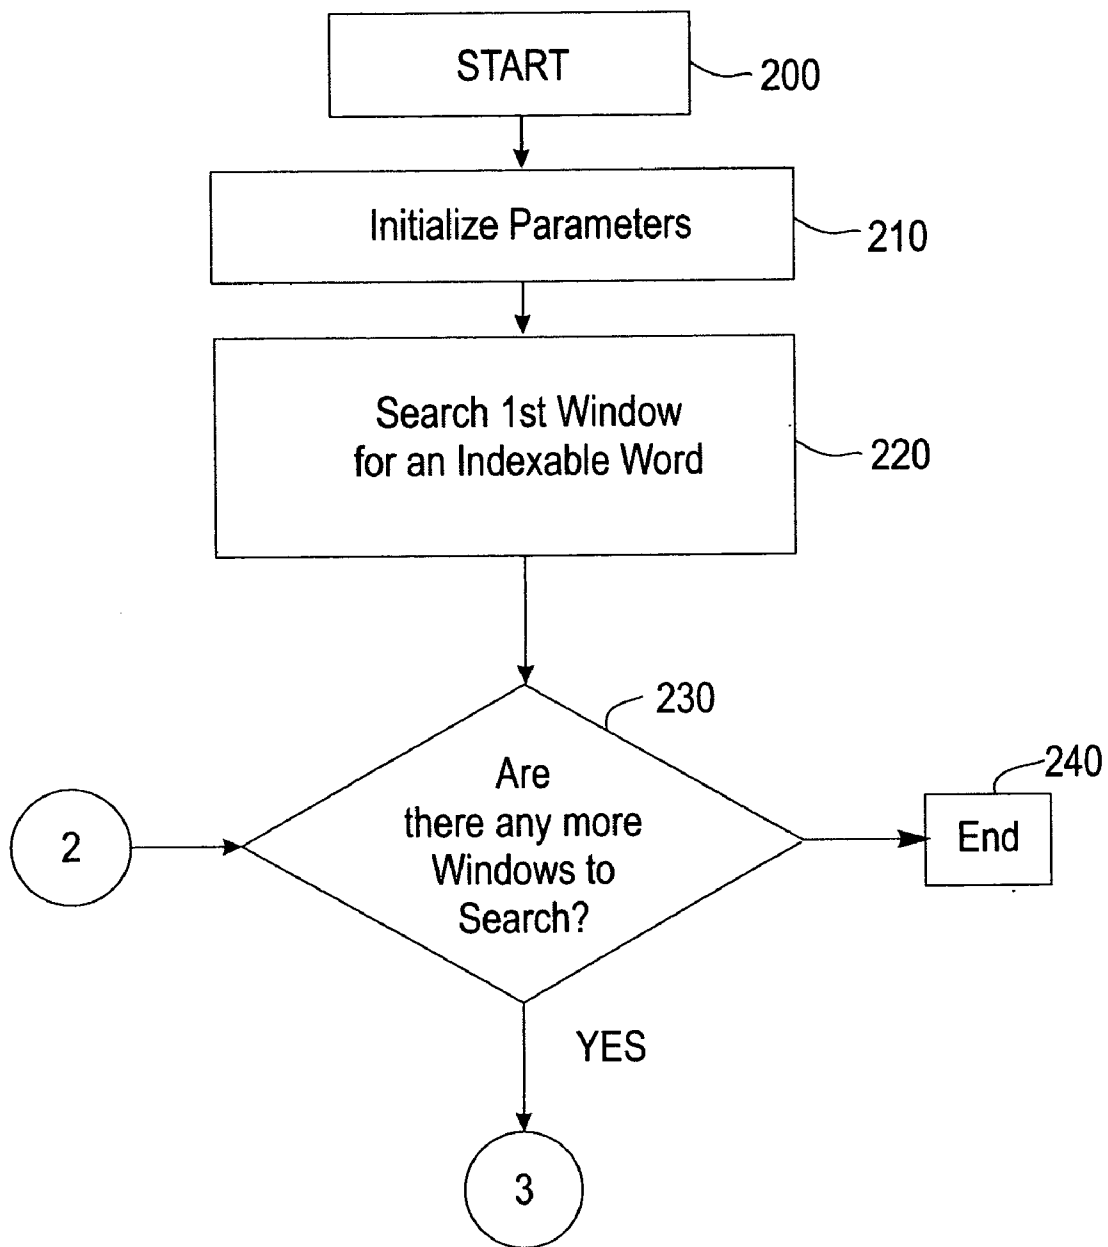 START
200
Initialize Parameters
210
Search 1st Window
for an Indexable Word
220
230
Are
there any more
Windows to
Search?
2
240
End
YES
3